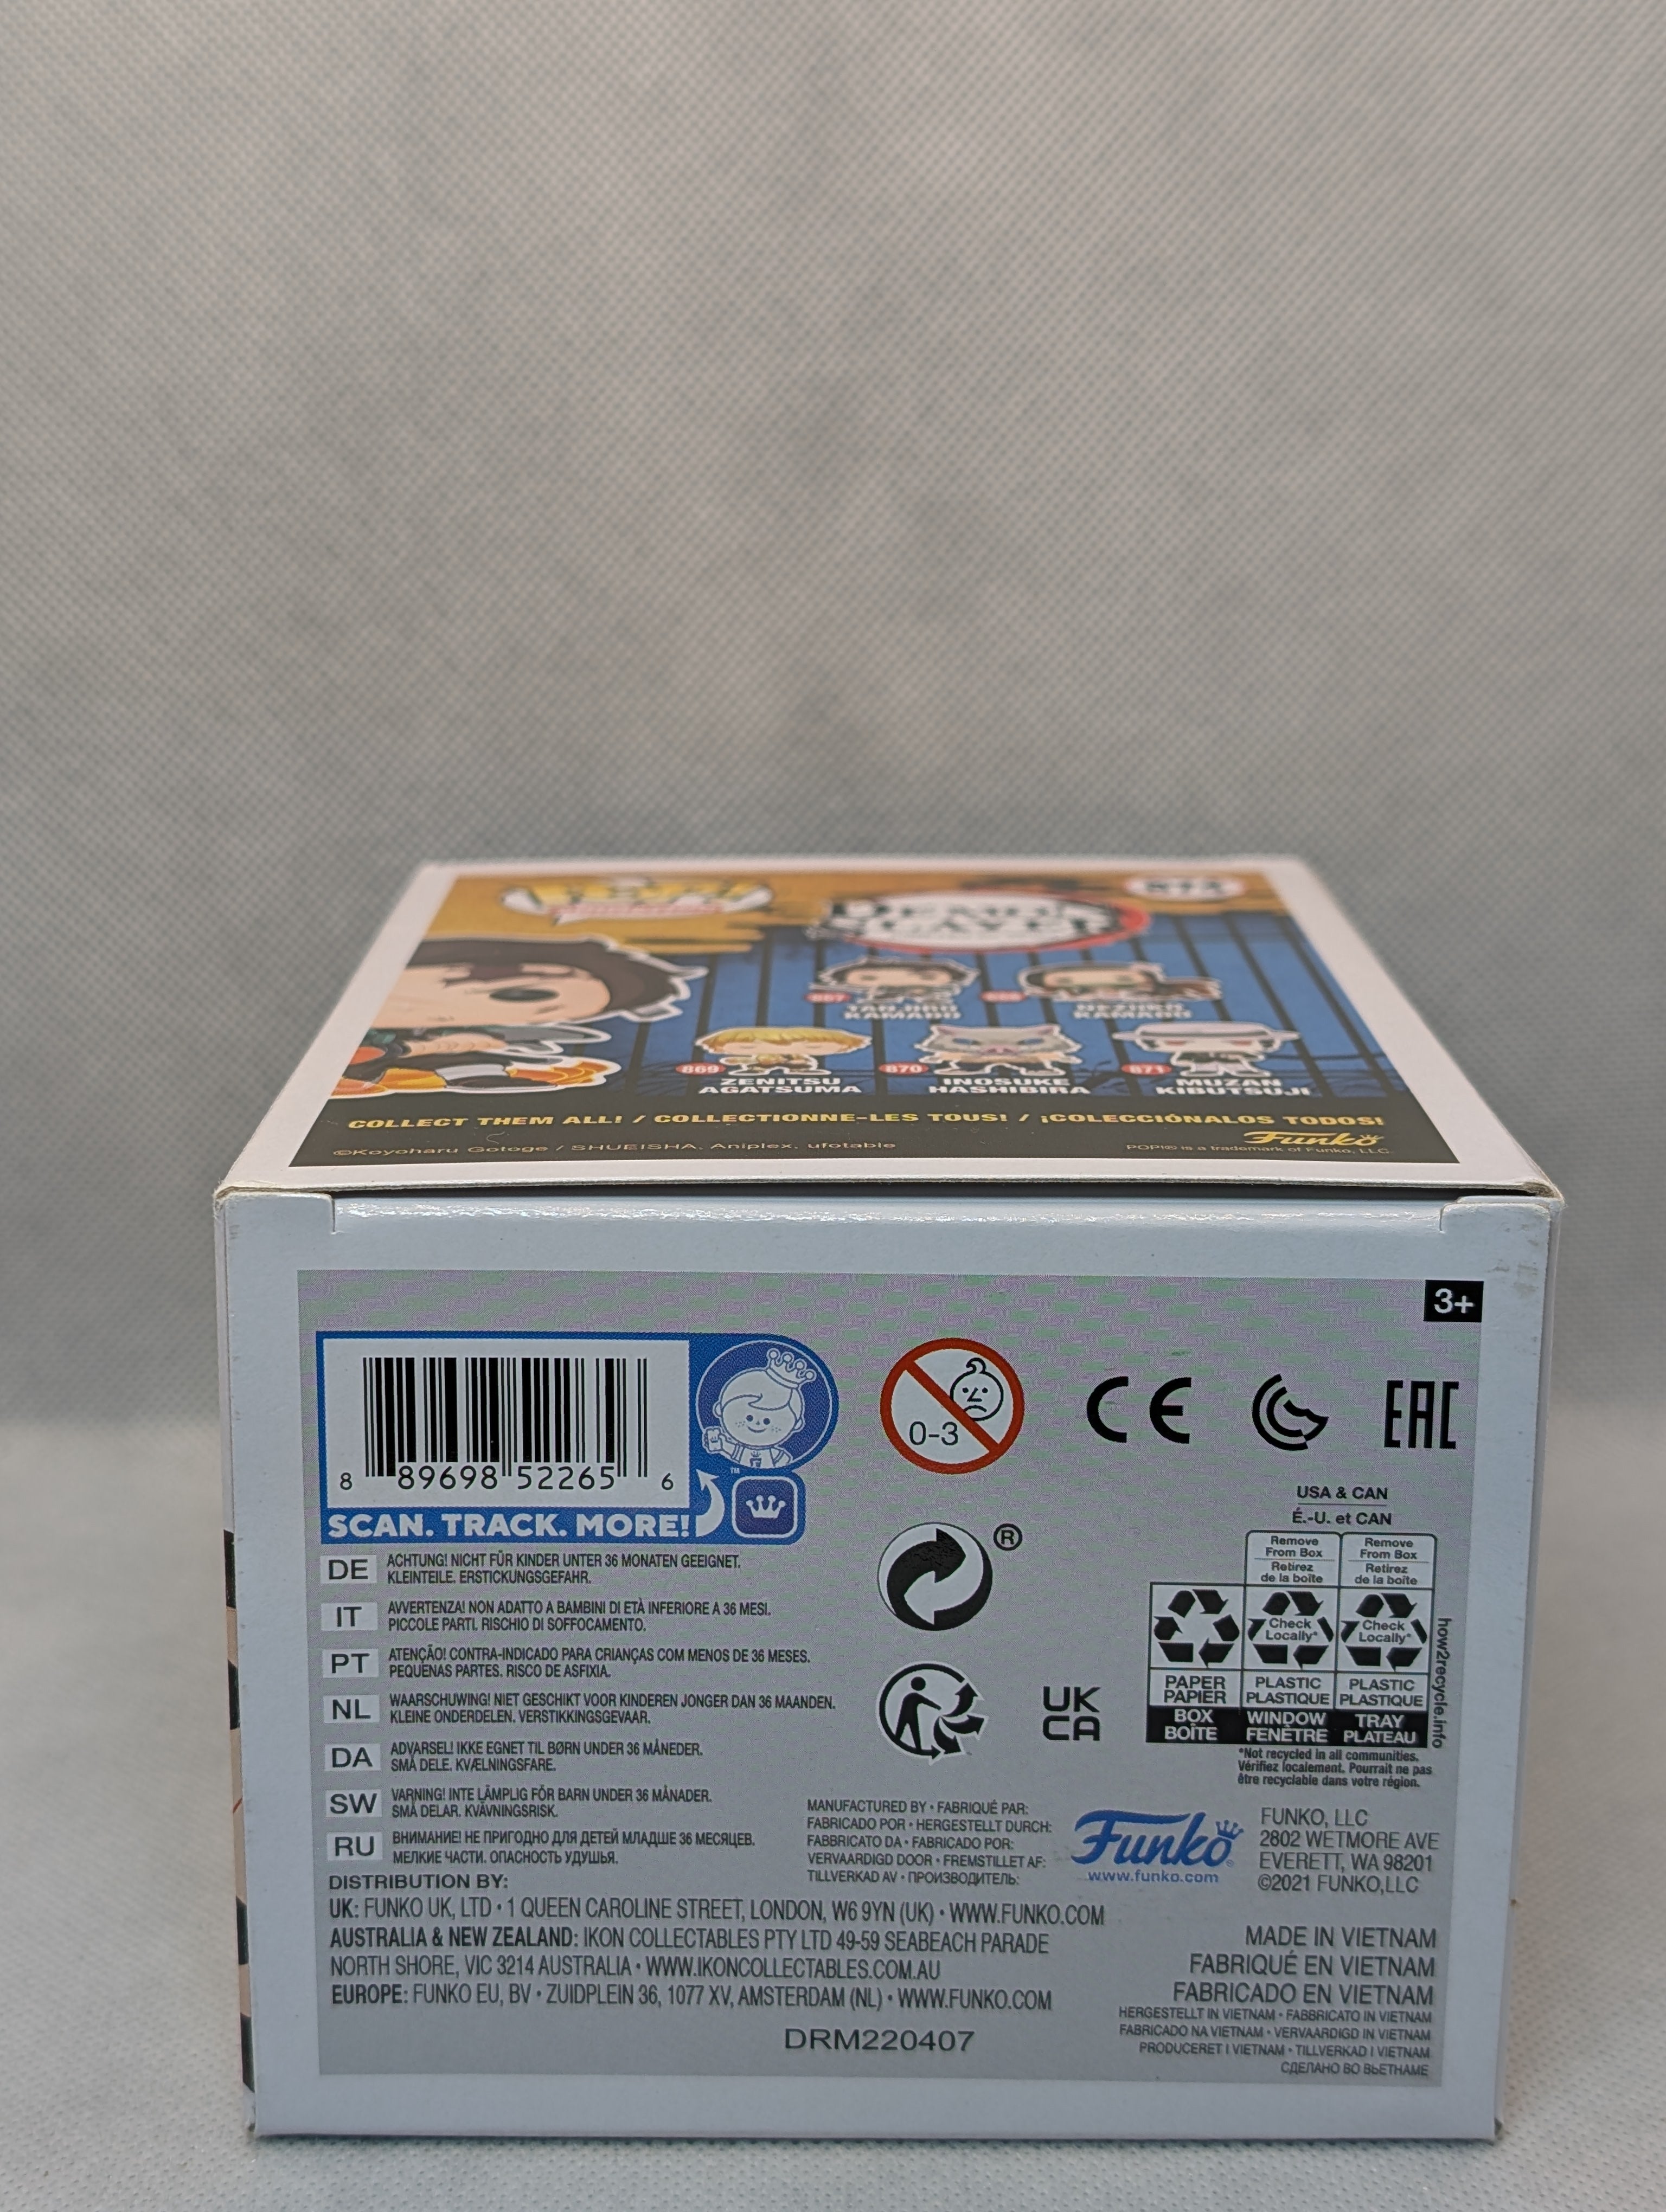 DEMON
SLAYER
867
TANJIRO
KAMADO
NEZUKO
KAMADO
869
ZENITSU
AGATSUMA
870
INOSUKE
HASHIBIRA
871
MUZAN
KIBUTSUJI
COLLECT THEM ALL! / COLLECTIONNE-LES TOUS! / ¡COLECCIÓNALOS TODOS!
Funko
©Koyoharu Gotoge / SHUEISHA, Aniplex, ufotable
POP!® is a trademark of Funko, LLC.
3+
8 89698 52265 6
TM
SCAN. TRACK. MORE!
0-3
CE
EAC
®
DE ACHTUNG! NICHT FÜR KINDER UNTER 36 MONATEN GEEIGNET.
KLEINTEILE. ERSTICKUNGSGEFAHR.
IT AVVERTENZA! NON ADATTO A BAMBINI DI ETÀ INFERIORE A 36 MESI.
PICCOLE PARTI. RISCHIO DI SOFFOCAMENTO.
PT ATENÇÃO! CONTRA-INDICADO PARA CRIANÇAS COM MENOS DE 36 MESES.
PEQUENAS PARTES. RISCO DE ASFIXIA.
NL WAARSCHUWING! NIET GESCHIKT VOOR KINDEREN JONGER DAN 36 MAANDEN.
KLEINE ONDERDELEN. VERSTIKKINGSGEVAAR.
DA ADVARSEL! IKKE EGNET TIL BØRN UNDER 36 MÅNEDER.
SMÅ DELE. KVÆLNINGSFARE.
SW VARNING! INTE LÄMPLIG FÖR BARN UNDER 36 MÅNADER.
SMÅ DELAR. KVÄVNINGSRISK.
RU ВНИМАНИЕ! НЕ ПРИГОДНО ДЛЯ ДЕТЕЙ МЛАДШЕ 36 МЕСЯЦЕВ.
МЕЛКИЕ ЧАСТИ. ОПАСНОСТЬ УДУШЬЯ.
UK
CA
USA & CAN
É.-U. et CAN
Remove
From Box
Retirez
de la boîte
Remove
From Box
Retirez
de la boîte
Check
Locally*
Check
Locally*
PAPER
PAPIER
PLASTIC
PLASTIQUE
PLASTIC
PLASTIQUE
BOX
BOÎTE
WINDOW
FENÊTRE
TRAY
PLATEAU
how2recycle.info
*Not recycled in all communities.
Vérifiez localement. Pourrait ne pas
être recyclable dans votre région.
MANUFACTURED BY • FABRIQUÉ PAR:
FABRICADO POR • HERGESTELLT DURCH:
FABBRICATO DA • FABRICADO POR:
VERVAARDIGD DOOR • FREMSTILLET AF:
TILLVERKAD AV • ПРОИЗВОДИТЕЛЬ:
Funko
www.funko.com
FUNKO, LLC
2802 WETMORE AVE
EVERETT, WA 98201
©2021 FUNKO,LLC
DISTRIBUTION BY:
UK: FUNKO UK, LTD • 1 QUEEN CAROLINE STREET, LONDON, W6 9YN (UK) • WWW.FUNKO.COM
AUSTRALIA & NEW ZEALAND: IKON COLLECTABLES PTY LTD 49-59 SEABEACH PARADE
NORTH SHORE, VIC 3214 AUSTRALIA • WWW.IKONCOLLECTABLES.COM.AU
EUROPE: FUNKO EU, BV • ZUIDPLEIN 36, 1077 XV, AMSTERDAM (NL) • WWW.FUNKO.COM
DRM220407
MADE IN VIETNAM
FABRIQUÉ EN VIETNAM
FABRICADO EN VIETNAM
HERGESTELLT IN VIETNAM • FABBRICATO IN VIETNAM
FABRICADO NA VIETNAM • VERVAARDIGD IN VIETNAM
PRODUCERET I VIETNAM • TILLVERKAD I VIETNAM
СДЕЛАНО ВО ВЬЕТНАМЕ